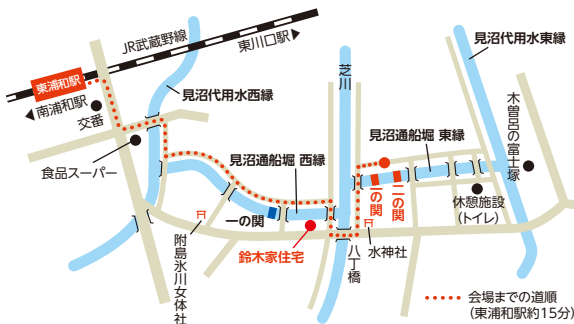 JR武蔵野線
東川口駅▶
東浦和駅
◀南浦和駅
交番
食品スーパー
見沼代用水西縁
芝川
見沼代用水東縁
木曽呂の富士塚
見沼通船堀 西縁
見沼通船堀 東縁
一の関
一の関
二の関
休憩施設
(トイレ)
附島氷川女体社
鈴木家住宅
八丁橋
水神社
会場までの道順
(東浦和駅約15分)